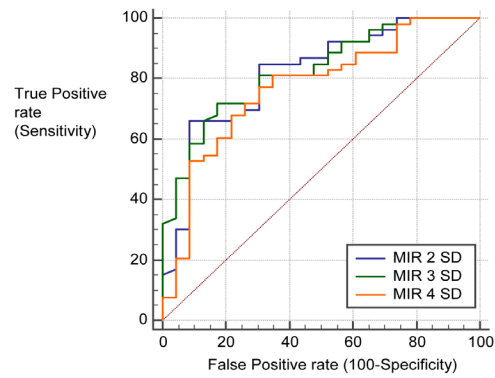 100
80
60
40
20
0
True Positive
rate
(Sensitivity)
MIR 2 SD
MIR 3 SD
MIR 4 SD
0 20 40 60 80 100
False Positive rate (100-Specificity)